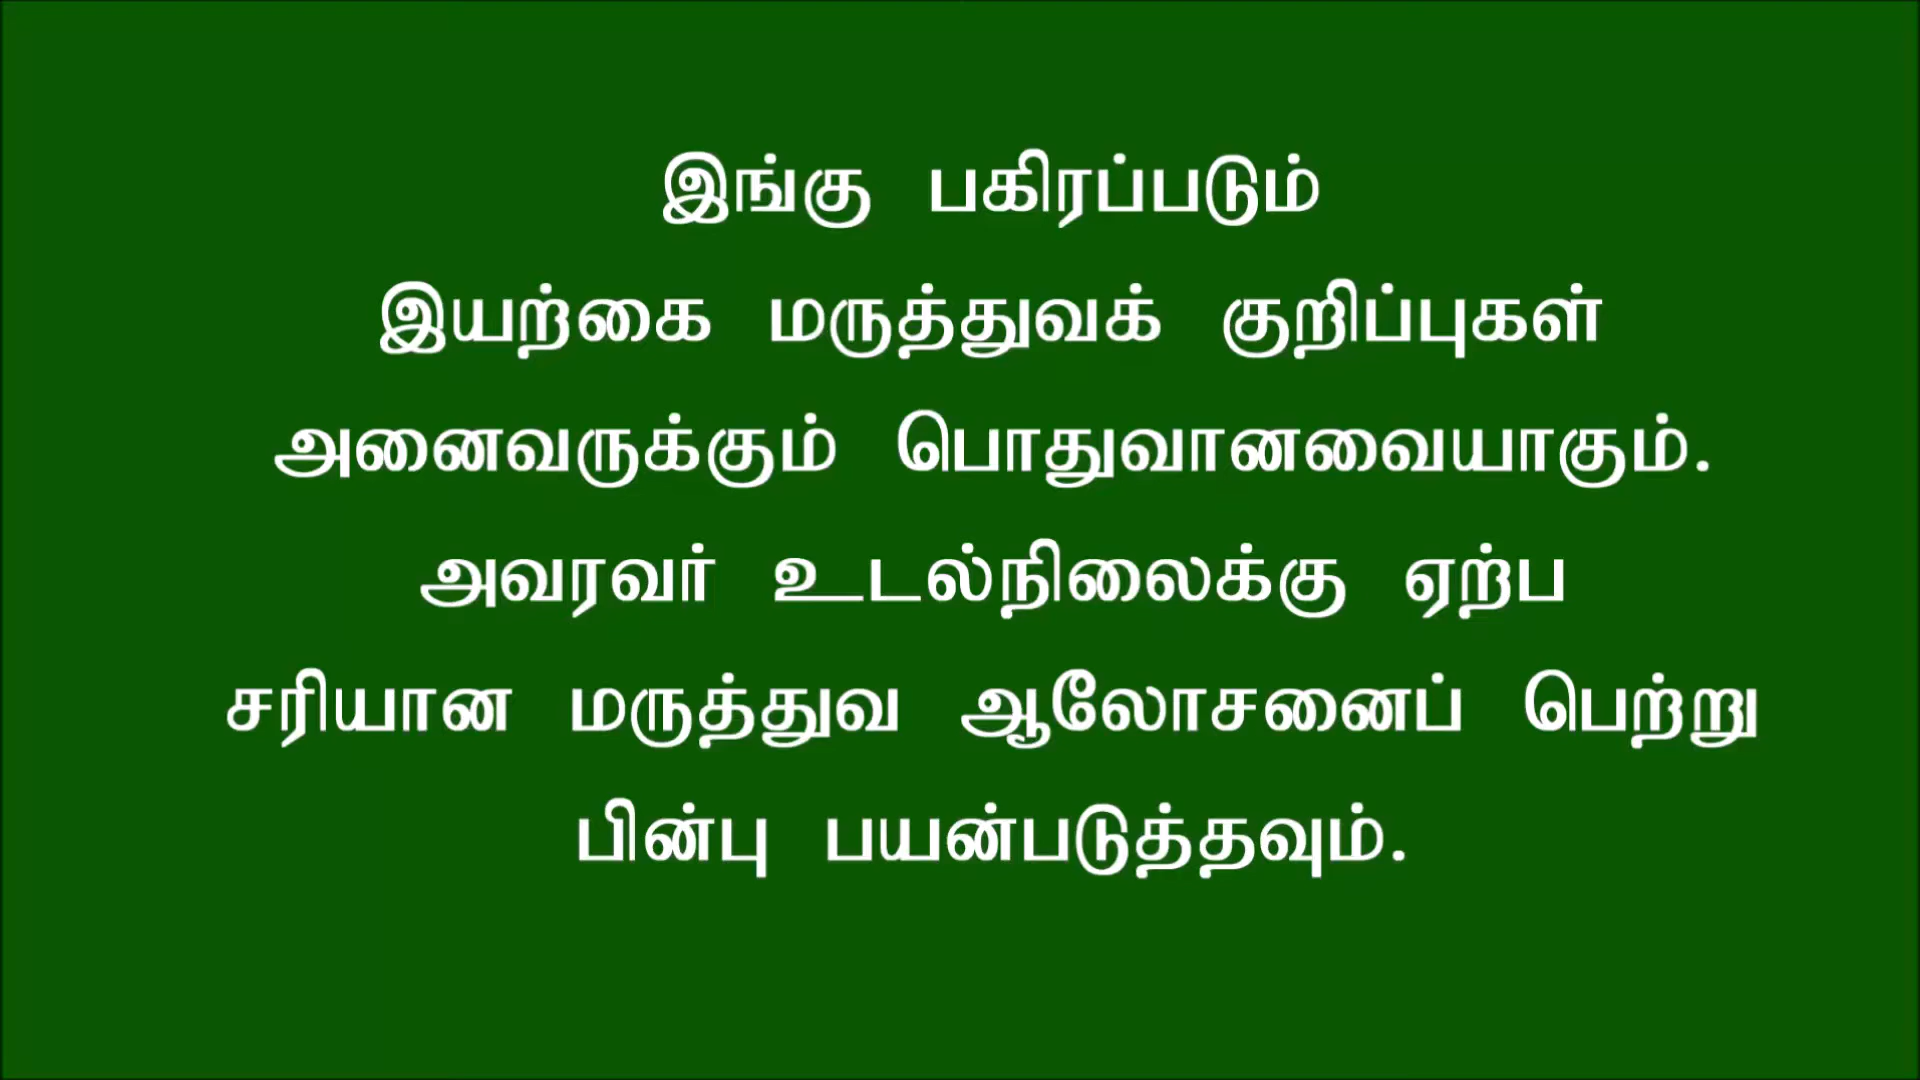 இங்கு பகிரப்படும்
இயற்கை மருத்துவக் குறிப்புகள்
அனைவருக்கும் பொதுவானவையாகும்.
அவரவர் உடல்நிலைக்கு ஏற்ப
சரியான மருத்துவ ஆலோசனைப் பெற்று
பின்பு பயன்படுத்தவும்.